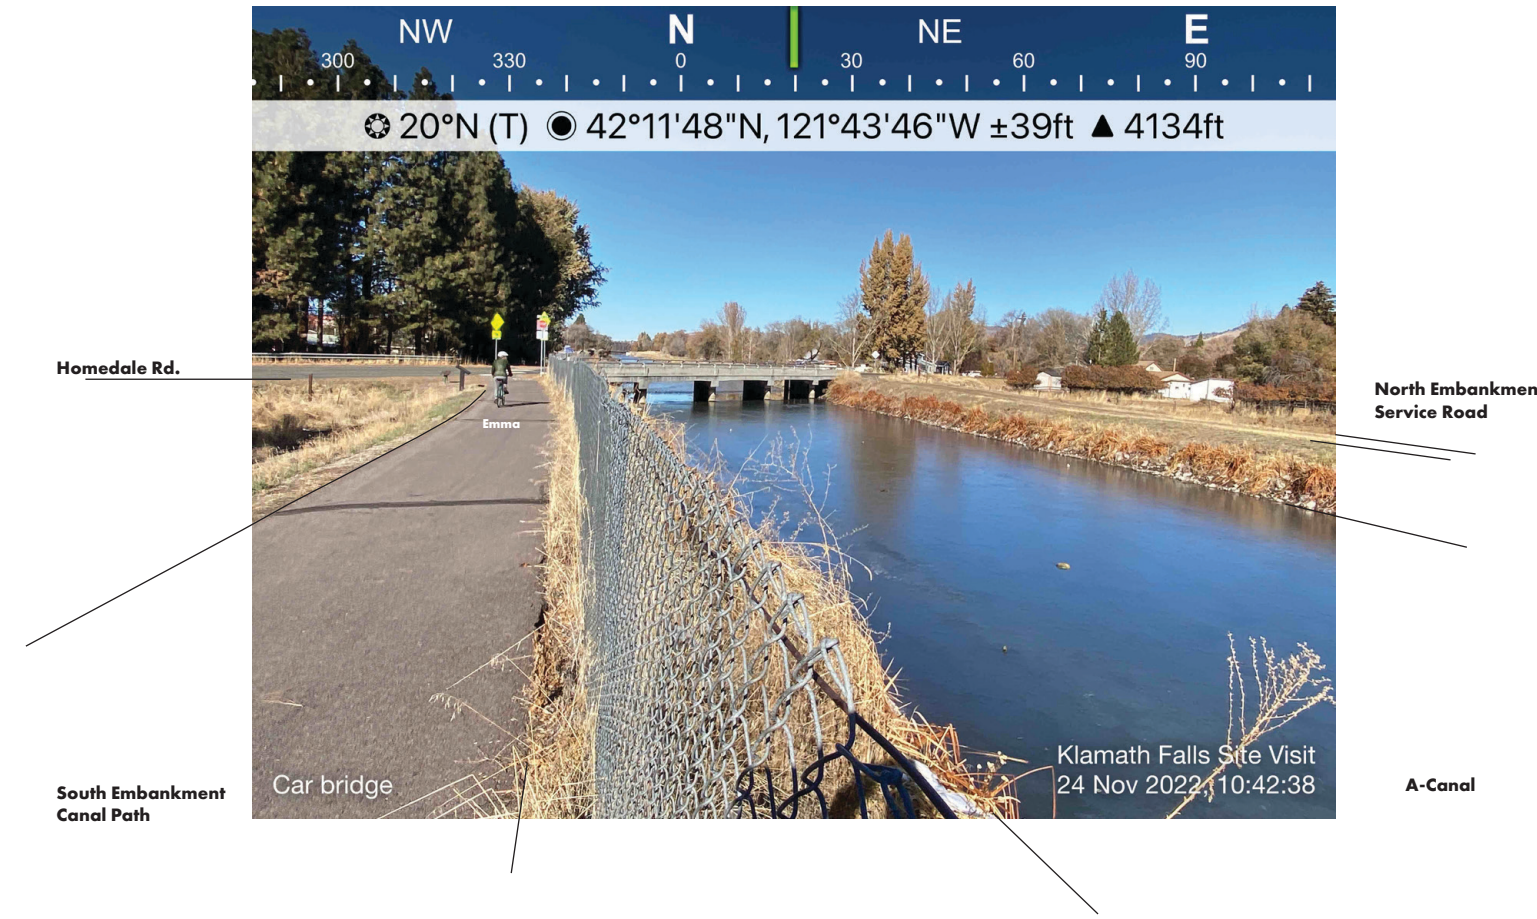 NW N NE E
300 330 0 30 60 90
20°N (T) 42°11'48"N, 121°43'46"W ±39ft ▲ 4134ft
Homedale Rd.
North Embankmen
Service Road
Emma
Klamath Falls Site Visit
Car bridge
24 Nov 2022, 10:42:38
South Embankment
Canal Path
A-Canal